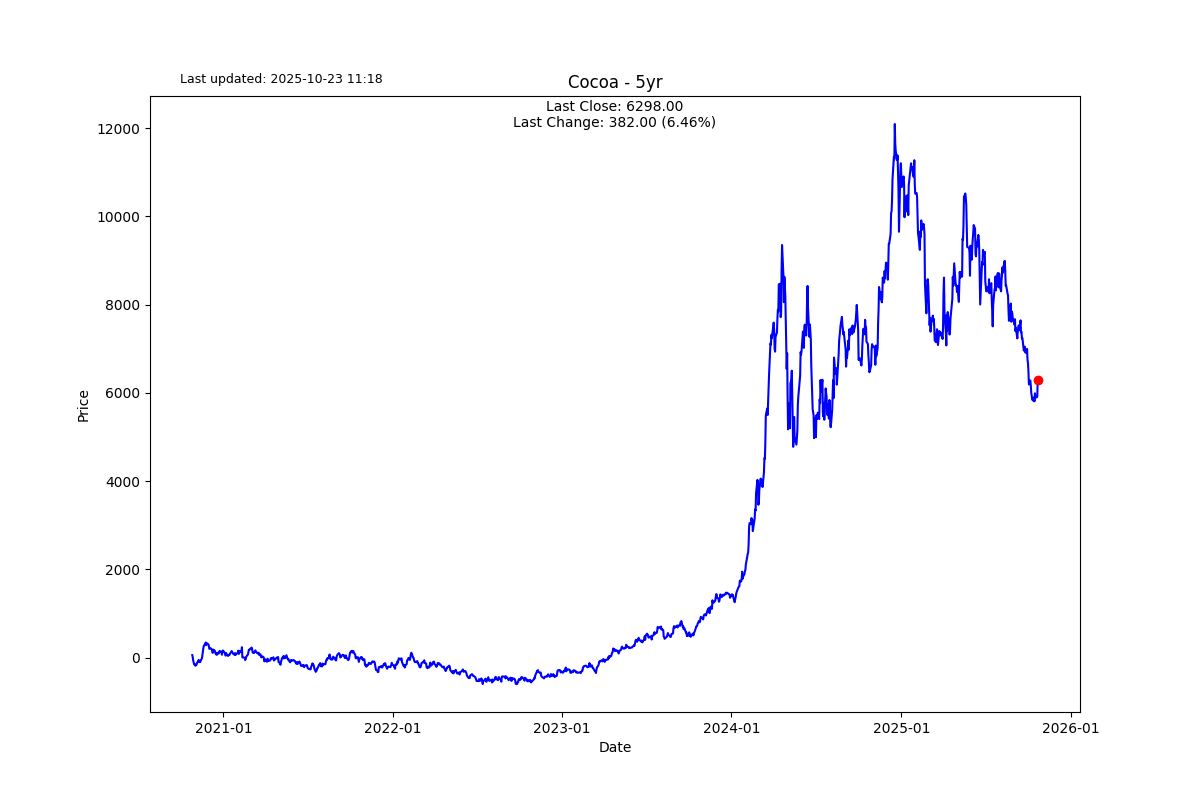 Last updated: 2025-10-23 11:18
Cocoa - 5yr
Last Close: 6298.00
Last Change: 382.00 (6.46%)
12000
10000
8000
6000
4000
2000
0
Price
2021-01
2022-01
2023-01
2024-01
2025-01
2026-01
Date